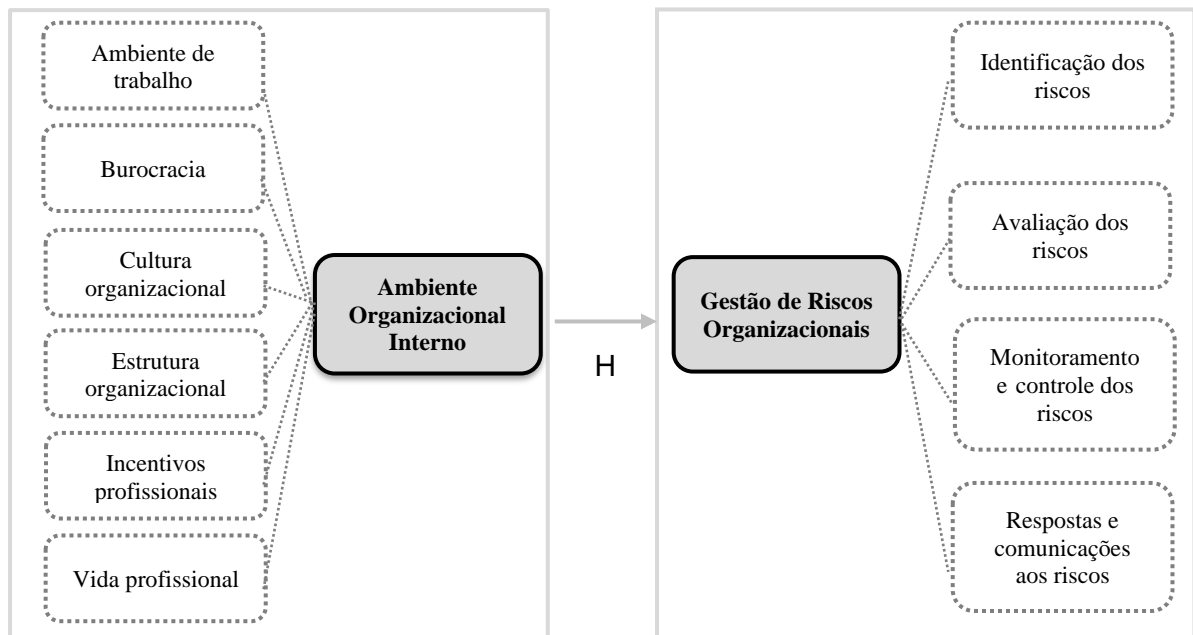 Ambiente de
trabalho
Burocracia
Cultura
organizacional
Estrutura
organizacional
Incentivos
profissionais
Vida profissional
Ambiente
Organizacional
Interno
H
Gestão de Riscos
Organizacionais
Identificação dos
riscos
Avaliação dos
riscos
Monitoramento
e controle dos
riscos
Respostas e
comunicações
aos riscos